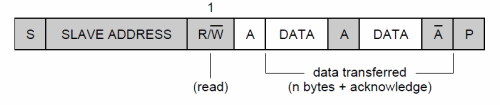 1
S SLAVE ADDRESS R/W̅ A DATA A DATA A̅ P
(read)
data transferred
(n bytes + acknowledge)